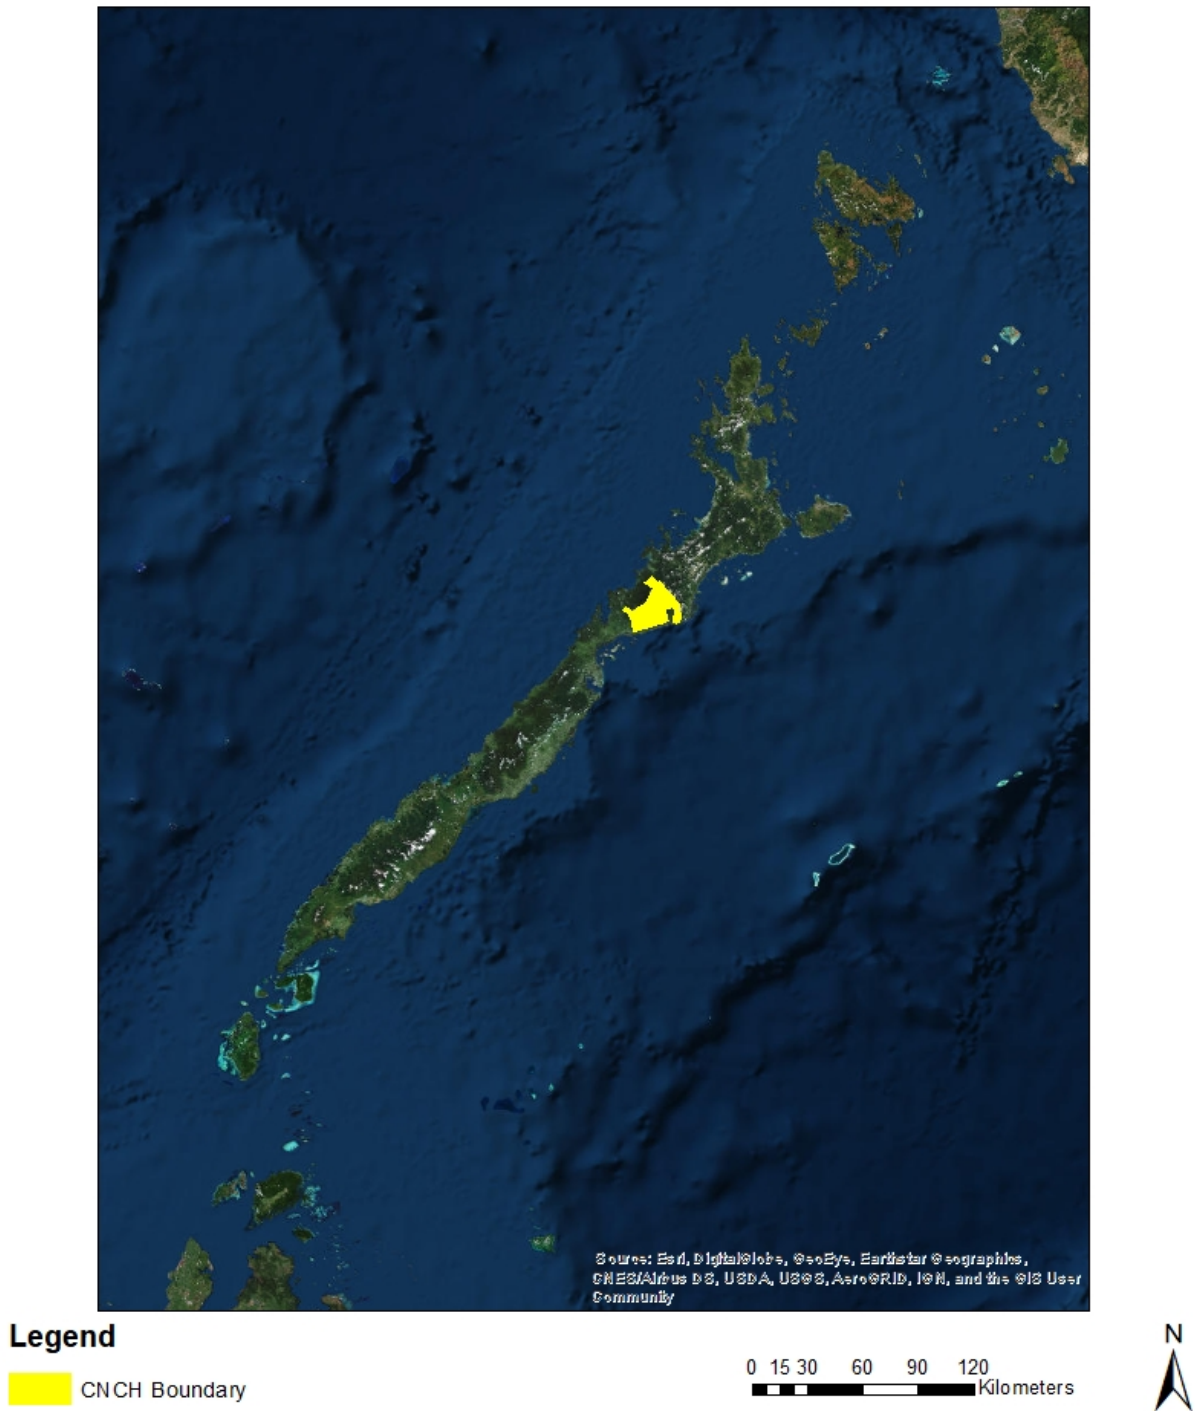 Source: Esri, DigitalGlobe, GeoEye, Earthstar Geographics,
CNES/Airbus DS, USDA, USGS, AeroGRID, IGN, and the GIS User
Community
Legend
CNCH Boundary
0 15 30 60 90 120
Kilometers
N